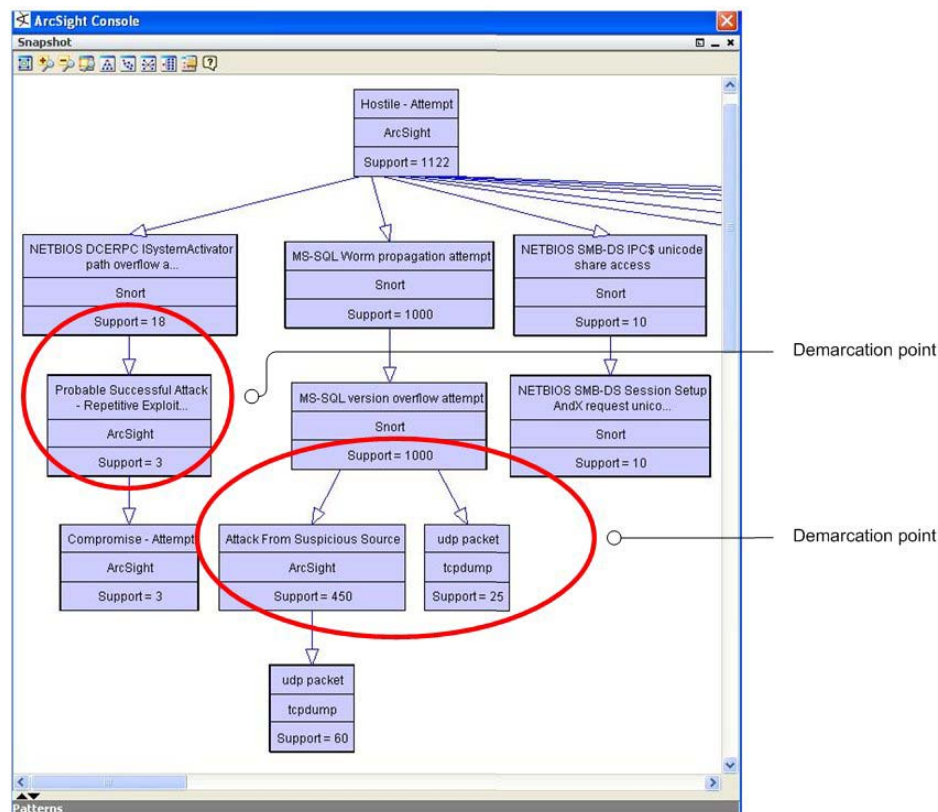 ArcSight Console
Snapshot
Hostile - Attempt
ArcSight
Support = 1122
NETBIOS DCERPC ISystemActivator
path overflow a...
Snort
Support = 18
MS-SQL Worm propagation attempt
Snort
Support = 1000
NETBIOS SMB-DS IPC$ unicode
share access
Snort
Support = 10
Demarcation point
Probable Successful Attack
- Repetitive Exploit...
ArcSight
Support = 3
MS-SQL version overflow attempt
Snort
Support = 1000
NETBIOS SMB-DS Session Setup
AndX request unico...
Snort
Support = 10
Demarcation point
Compromise - Attempt
ArcSight
Support = 3
Attack From Suspicious Source
ArcSight
Support = 450
udp packet
tcpdump
Support = 25
udp packet
tcpdump
Support = 60
Patterns